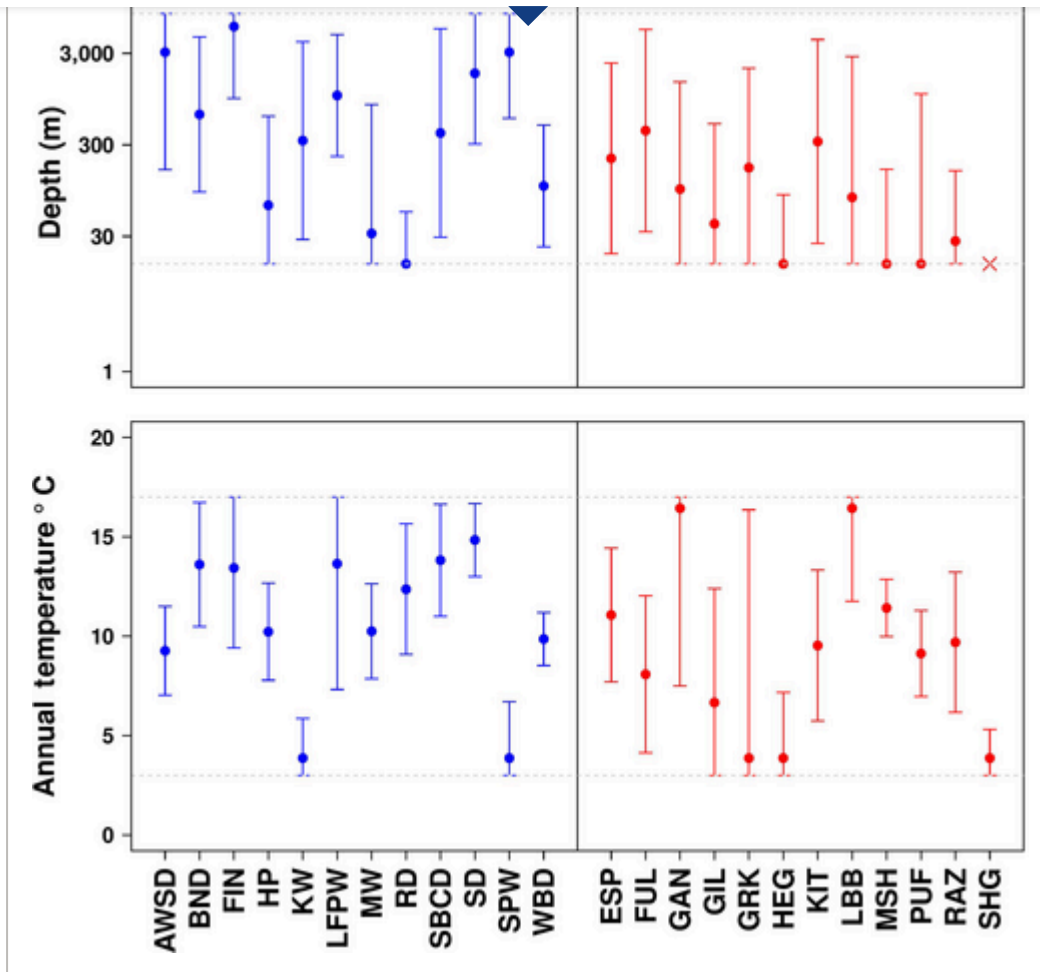 3,000
300
30
1
Depth (m)
20
15
10
5
0
Annual temperature ° C
AWSD
BND
FIN
HP
KW
LFPW
MW
RD
SBCD
SD
SPW
WBD
ESP
FUL
GAN
GIL
GRK
HEG
KIT
LBB
MSH
PUF
RAZ
SHG